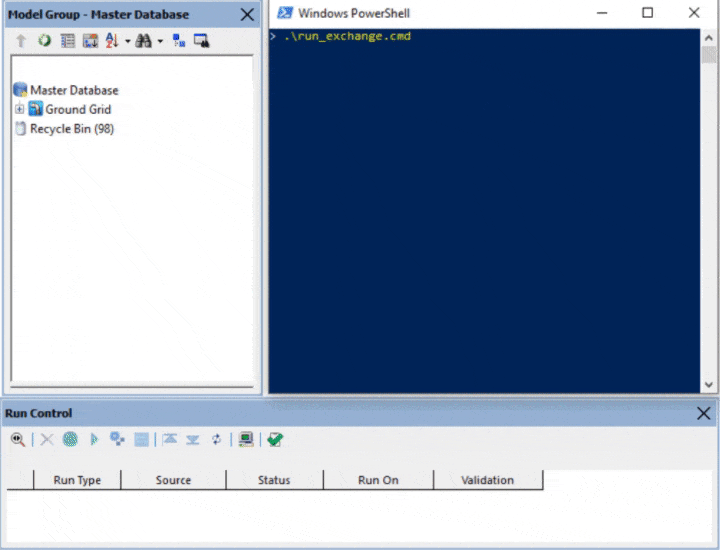 Model Group - Master Database
Master Database
Ground Grid
Recycle Bin (98)
Windows PowerShell
> .\run_exchange.cmd
Run Control
Run Type Source Status Run On Validation